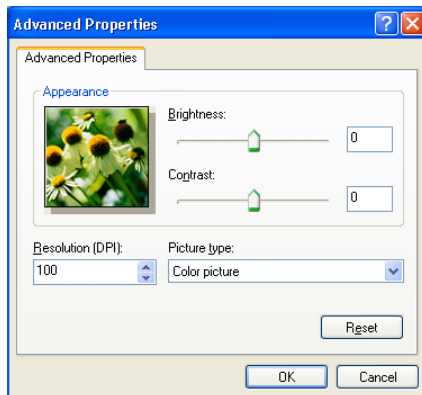 Advanced Properties
Advanced Properties
Appearance
Brightness:
0
Contrast:
0
Resolution (DPI):
Picture type:
100
Color picture
Reset
OK
Cancel